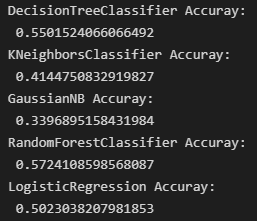 DecisionTreeClassifier Accuray:
0.5501524066066492
KNeighborsClassifier Accuray:
0.4144750832919827
GaussianNB Accuray:
0.3396895158431984
RandomForestClassifier Accuray:
0.5724108598568087
LogisticRegression Accuray:
0.5023038207981853